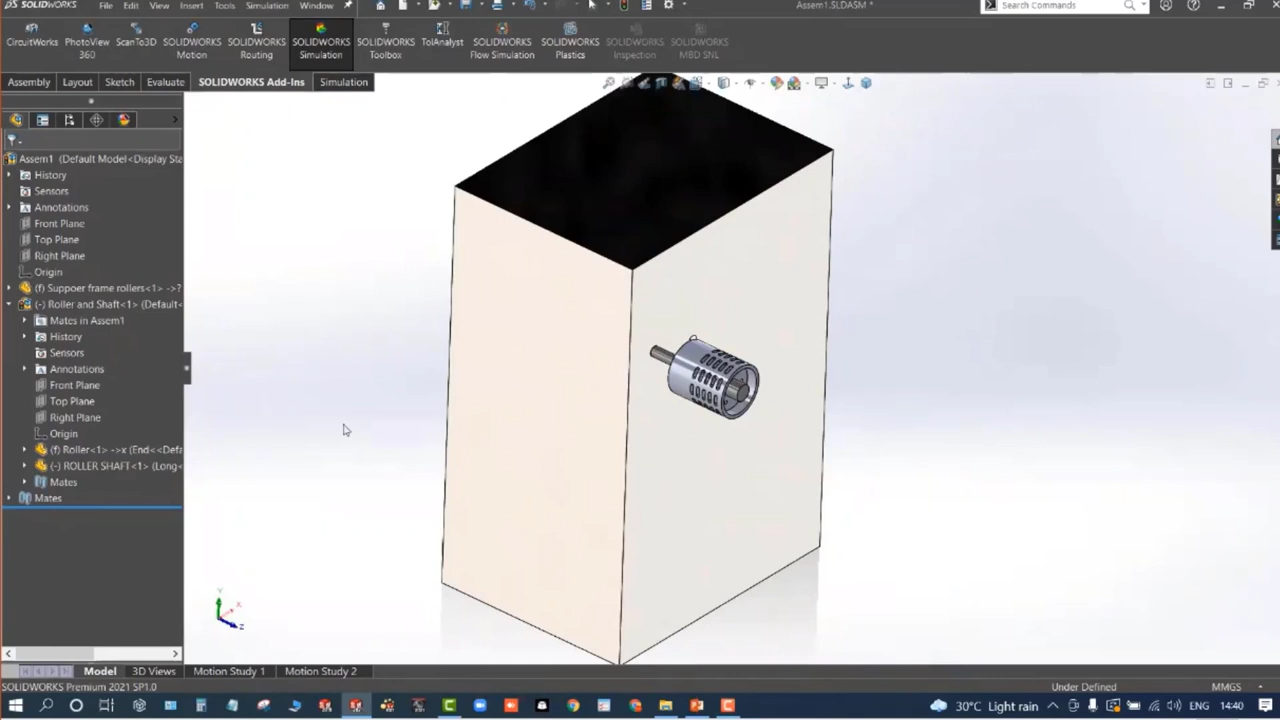 SOLIDWORKS File Edit View Insert Tools Simulation Window Assem1.SLDASM * Search Commands
CircuitWorks PhotoView 360 ScanTo3D SOLIDWORKS Motion SOLIDWORKS Routing SOLIDWORKS Simulation SOLIDWORKS Toolbox TolAnalyst SOLIDWORKS Flow Simulation SOLIDWORKS Plastics SOLIDWORKS Inspection SOLIDWORKS MBD SNL
Assembly Layout Sketch Evaluate SOLIDWORKS Add-Ins Simulation
Assem1 (Default Model<Display Sta
History
Sensors
Annotations
Front Plane
Top Plane
Right Plane
Origin
(f) Suppoer frame rollers<1> ->?
(-) Roller and Shaft<1> (Default<
Mates in Assem1
History
Sensors
Annotations
Front Plane
Top Plane
Right Plane
Origin
(f) Roller<1> ->x (End<<Defa
(-) ROLLER SHAFT<1> (Long<
Mates
Mates
Y
X
Z
Model 3D Views Motion Study 1 Motion Study 2
SOLIDWORKS Premium 2021 SP1.0 Under Defined MMGS
30°C Light rain ENG 14:40